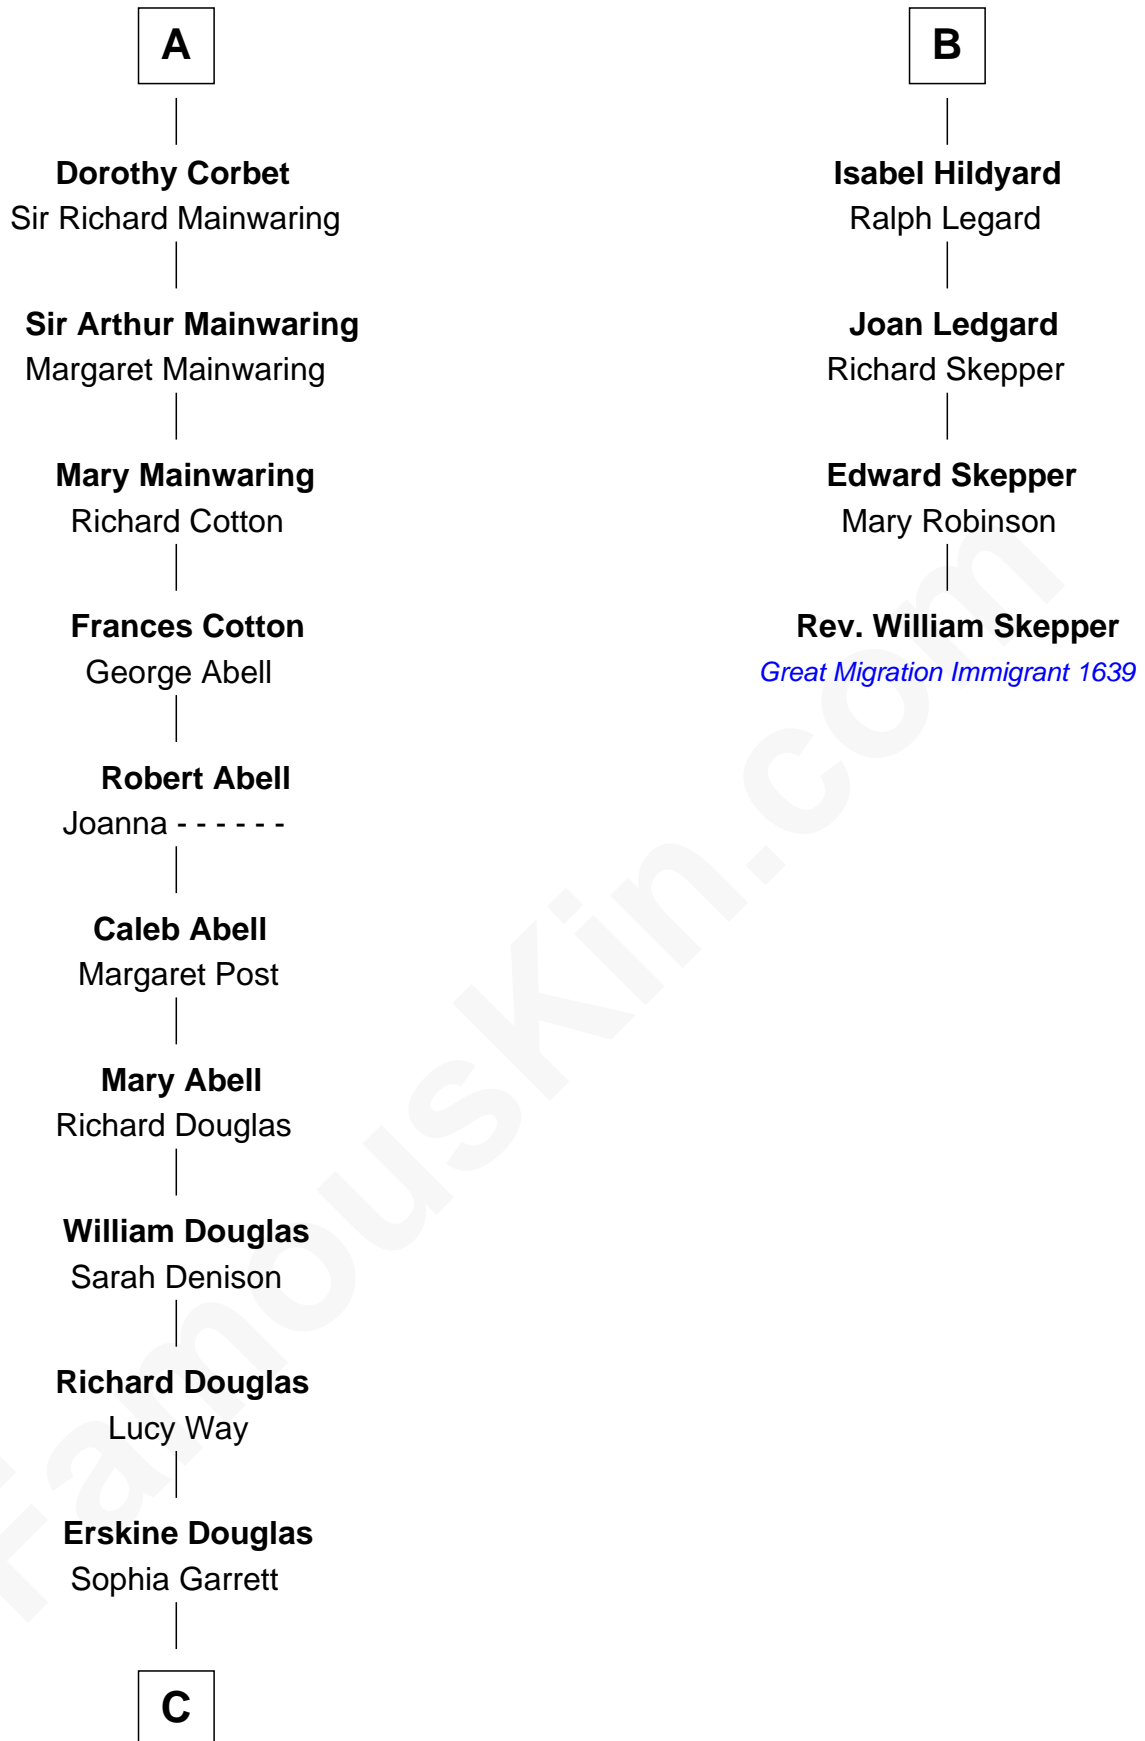 A
Dorothy Corbet
Sir Richard Mainwaring
Sir Arthur Mainwaring
Margaret Mainwaring
Mary Mainwaring
Richard Cotton
Frances Cotton
George Abell
Robert Abell
Joanna - - - - - -
Caleb Abell
Margaret Post
Mary Abell
Richard Douglas
William Douglas
Sarah Denison
Richard Douglas
Lucy Way
Erskine Douglas
Sophia Garrett
C
B
Isabel Hildyard
Ralph Legard
Joan Ledgard
Richard Skepper
Edward Skepper
Mary Robinson
Rev. William Skepper
Great Migration Immigrant 1639
FamousKin.com